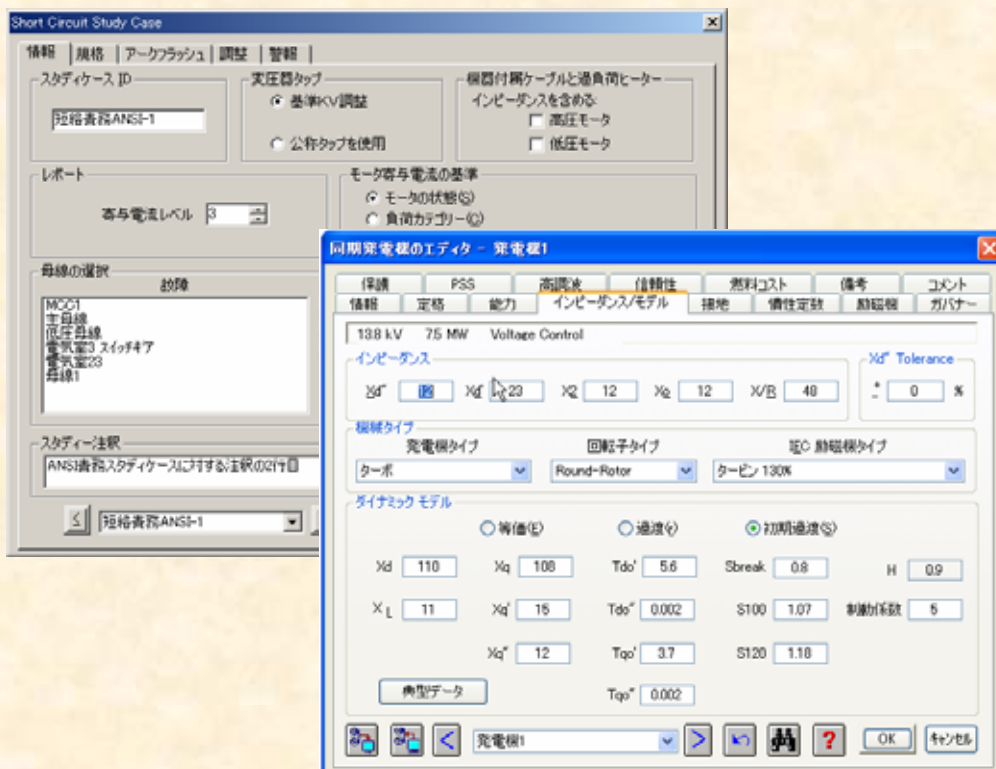 Short Circuit Study Case
情報 規格 アークフラッシュ 調整 警報
スタディケース ID
短絡責務ANSI-1
変圧器タップ
基準KV調整
公称タップを使用
機器付属ケーブルと過負荷ヒーター
インピーダンスを含める:
高圧モータ
低圧モータ
レポート
寄与電流レベル 3
モータ寄与電流の基準
モータの状態(S)
負荷カテゴリー(C)
母線の選択
故障
MCC1
主母線
低圧母線
電気室3 スイッチギア
電気室23
母線1
スタディー注釈
ANSI責務スタディケースに対する注釈の2行目
短絡責務ANSI-1
同期発電機のエディタ - 発電機1
保護 PSS 高調波 信頼性 燃料コスト 備考 コメント
情報 定格 能力 インピーダンス/モデル 接地 慣性定数 励磁機 ガバナー
13.8 kV 7.5 MW Voltage Control
インピーダンス
Xd" 12 Xd' 23 X2 12 Xo 12 X/R 48
Xd" Tolerance
+ - 0 %
機械タイプ
発電機タイプ 回転子タイプ IEC 励磁機タイプ
ターボ Round-Rotor タービン 130%
ダイナミック モデル
等価(E) 過渡(r) 初期過渡(S)
Xd 110 Xq 108 Tdo' 5.6 Sbreak 0.8 H 0.9
XL 11 Xq' 15 Tdo" 0.002 S100 1.07 制動係数 5
Xq" 12 Tqo' 3.7 S120 1.18
典型データ Tqo" 0.002
発電機1 OK キャンセル